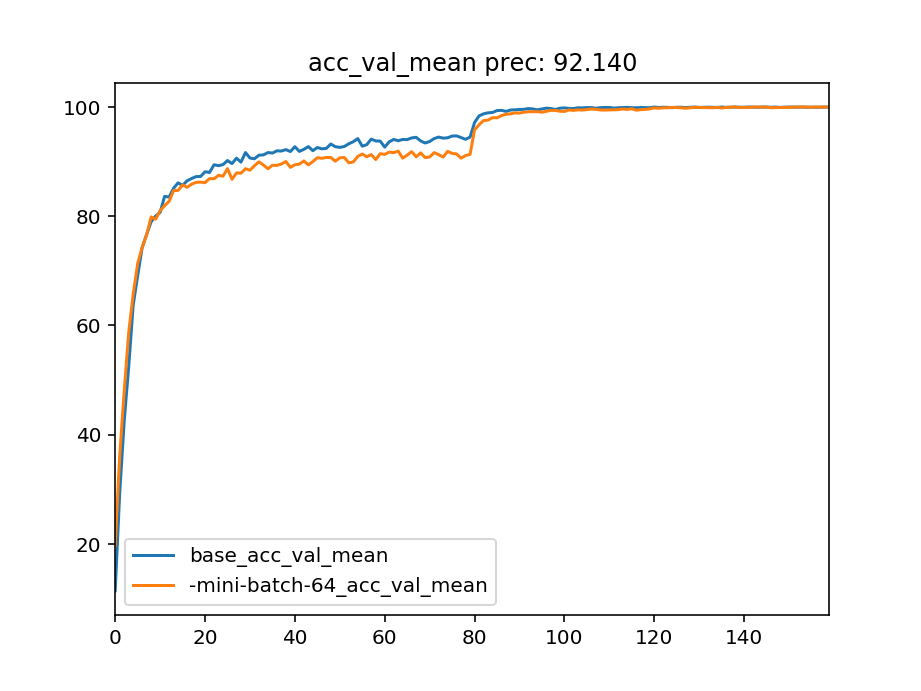 acc_val_mean prec: 92.140
100
80
60
40
20
base_acc_val_mean
-mini-batch-64_acc_val_mean
0 20 40 60 80 100 120 140